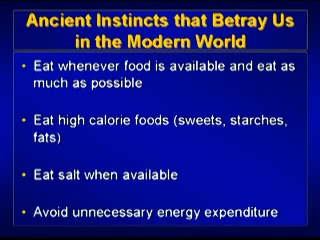 Ancient Instincts that Betray Us
in the Modern World
• Eat whenever food is available and eat as
much as possible
• Eat high calorie foods (sweets, starches,
fats)
• Eat salt when available
• Avoid unnecessary energy expenditure